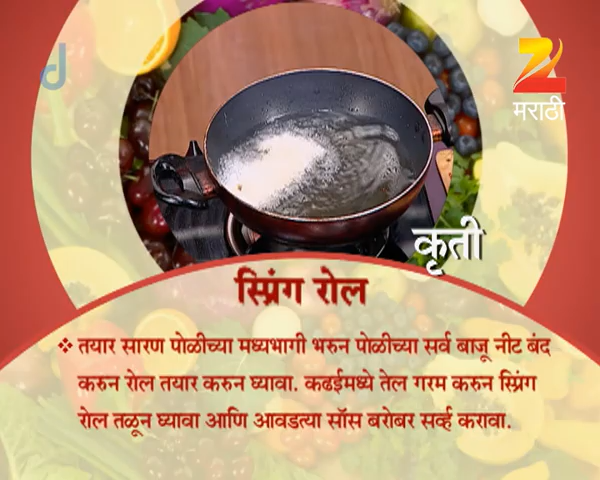 d
मराठी
कृती
स्प्रिंग रोल
❖ तयार सारण पोळीच्या मध्यभागी भरुन पोळीच्या सर्व बाजू नीट बंद
करुन रोल तयार करुन घ्यावा. कढईमध्ये तेल गरम करुन स्प्रिंग
रोल तळून घ्यावा आणि आवडत्या सॉस बरोबर सर्व्ह करावा.